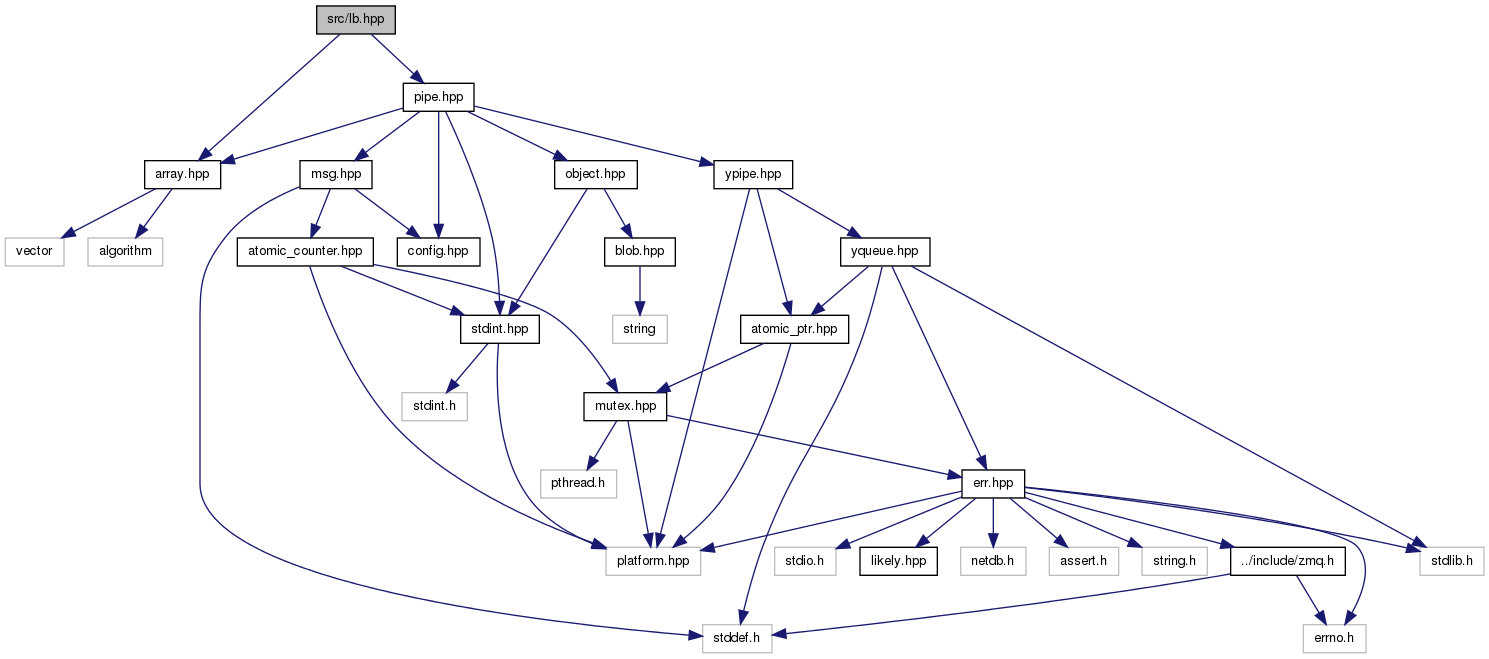 src/lb.hpp
pipe.hpp
array.hpp
msg.hpp
object.hpp
ypipe.hpp
vector
algorithm
atomic_counter.hpp
config.hpp
blob.hpp
yqueue.hpp
stdint.hpp
string
atomic_ptr.hpp
stdint.h
mutex.hpp
pthread.h
err.hpp
platform.hpp
stdio.h
likely.hpp
netdb.h
assert.h
string.h
../include/zmq.h
stdlib.h
stddef.h
errno.h